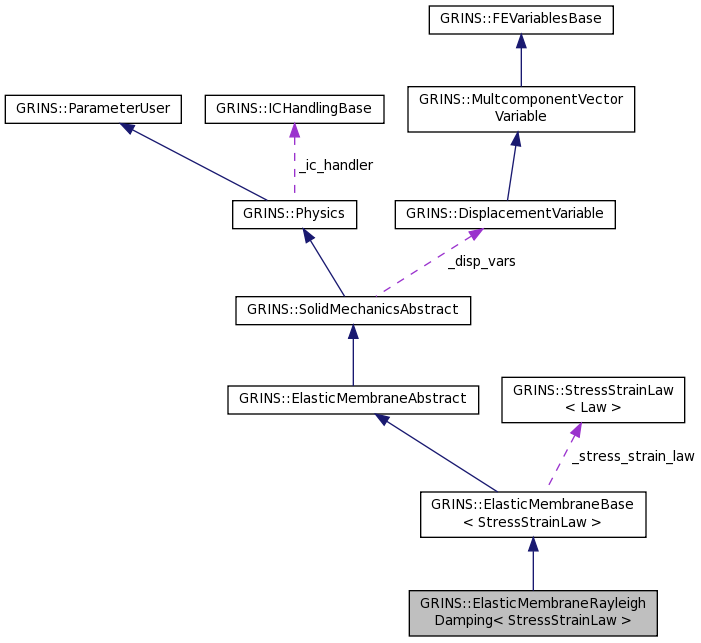 GRINS::FEVariablesBase
GRINS::ParameterUser
GRINS::ICHandlingBase
GRINS::MultcomponentVector
Variable
_ic_handler
GRINS::Physics
GRINS::DisplacementVariable
_disp_vars
GRINS::SolidMechanicsAbstract
GRINS::ElasticMembraneAbstract
GRINS::StressStrainLaw
< Law >
_stress_strain_law
GRINS::ElasticMembraneBase
< StressStrainLaw >
GRINS::ElasticMembraneRayleigh
Damping< StressStrainLaw >